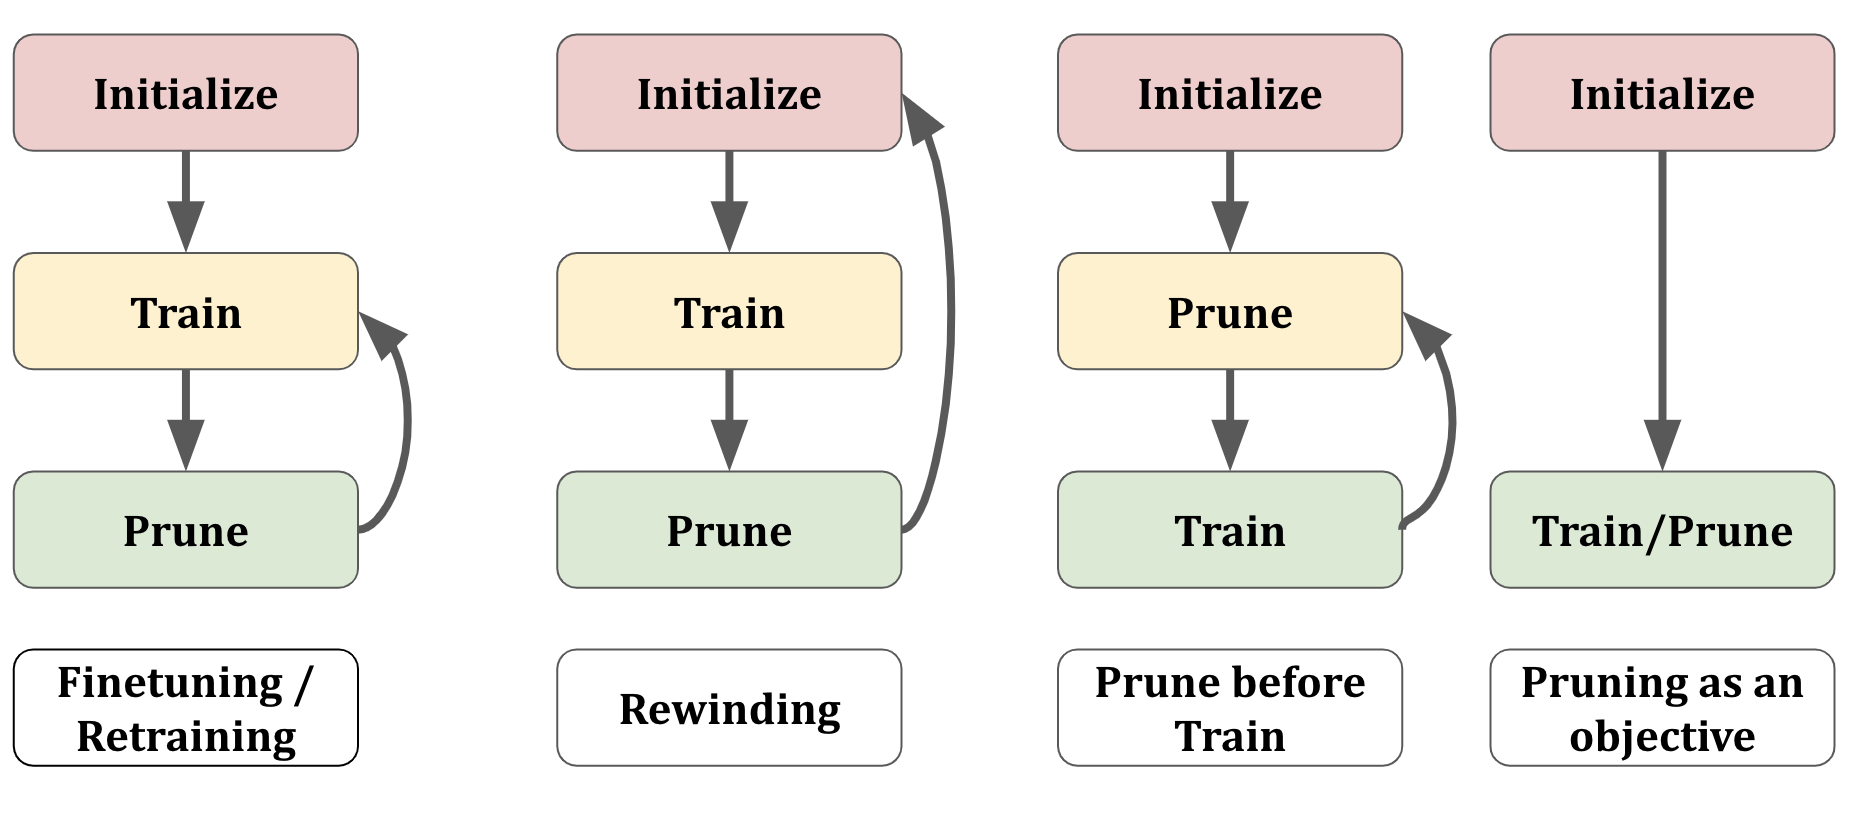 Initialize
Train
Prune
Finetuning /
Retraining
Initialize
Train
Prune
Rewinding
Initialize
Prune
Train
Prune before
Train
Initialize
Train/Prune
Pruning as an
objective